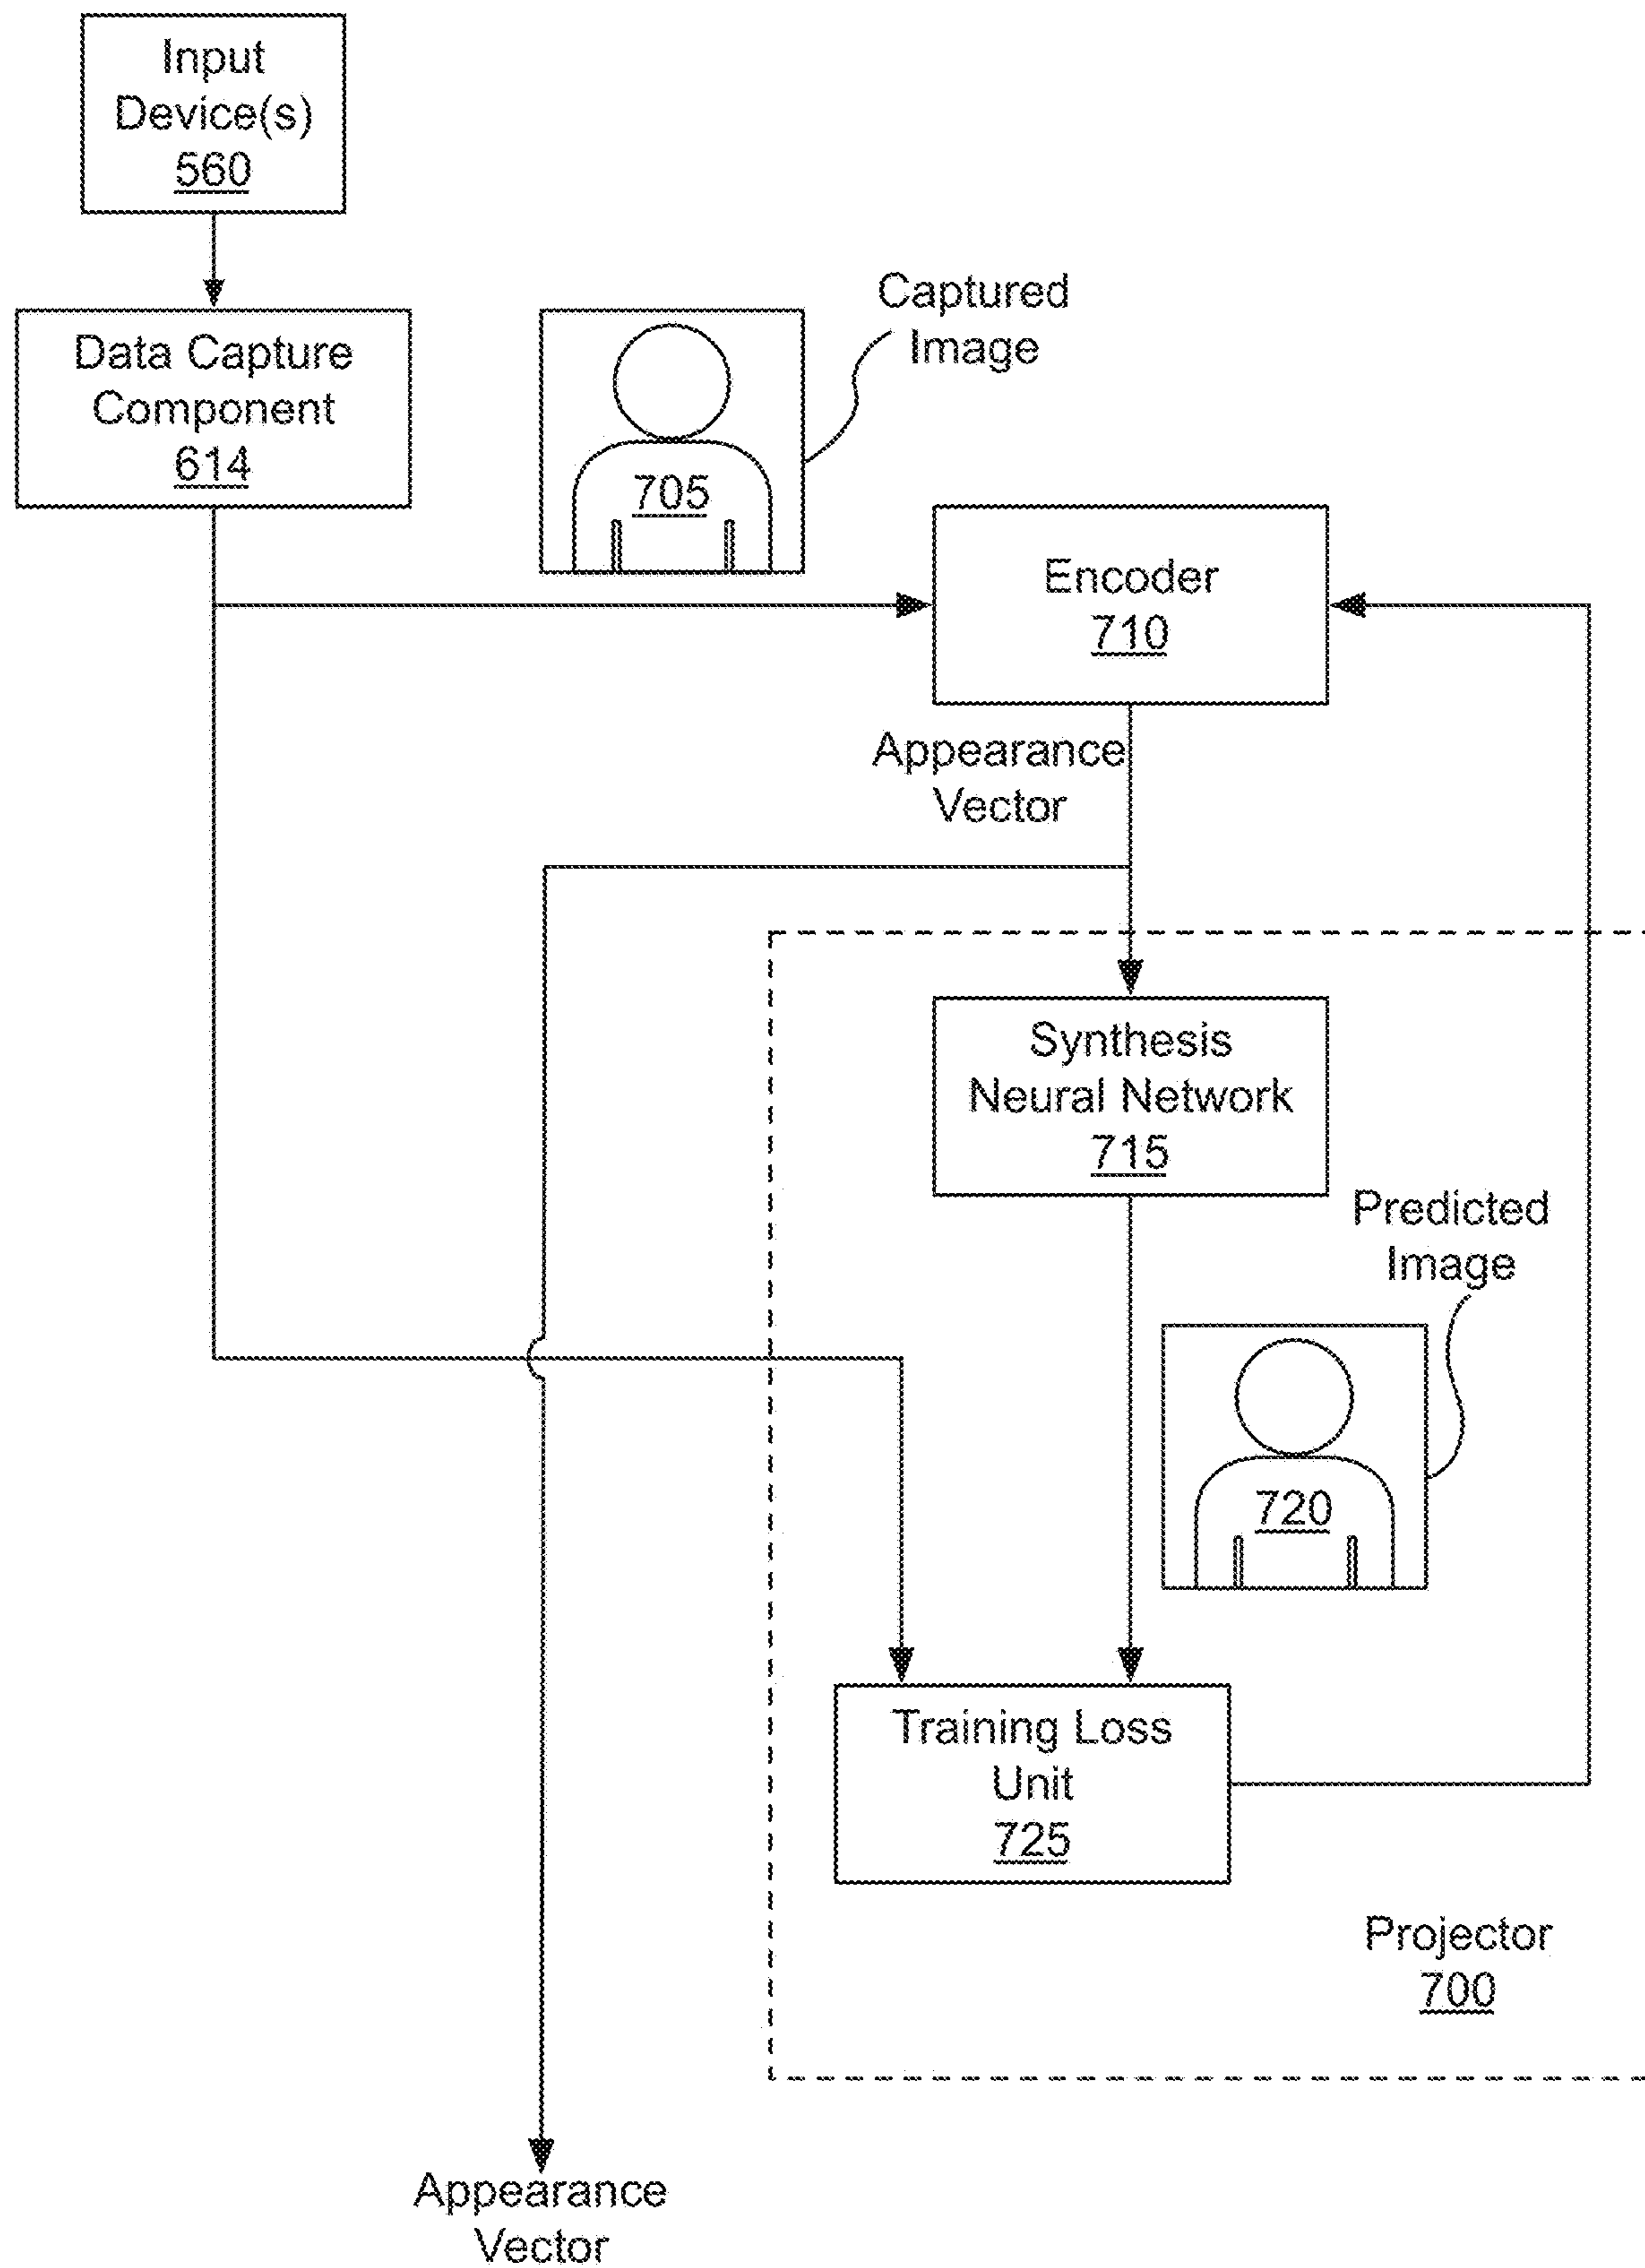 Input
Device(s)
560
Data Capture
Component
614
Captured
Image
705
Encoder
710
Appearance
Vector
Synthesis
Neural Network
715
Predicted
Image
720
Training Loss
Unit
725
Projector
700
Appearance
Vector